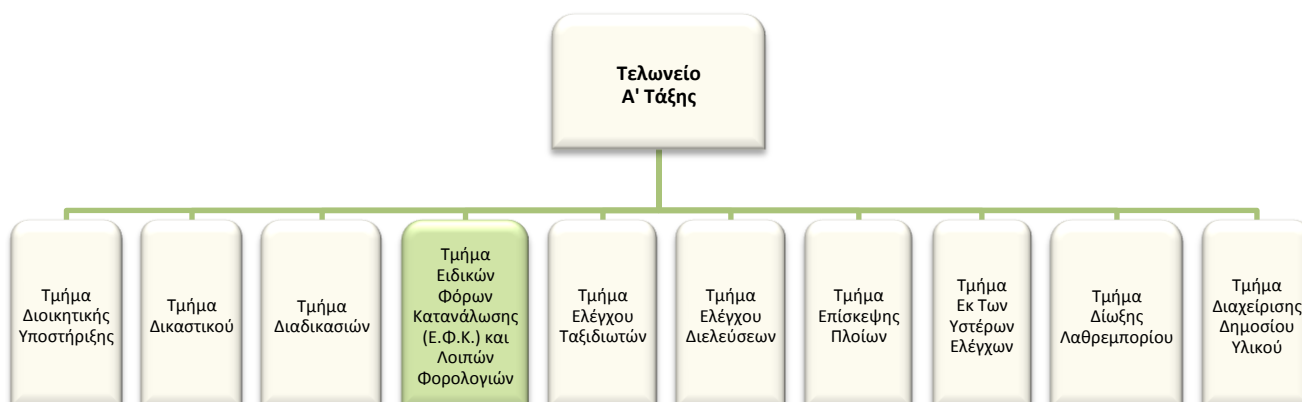 Τελωνείο
Α' Τάξης
Τμήμα
Διοικητικής
Υποστήριξης
Τμήμα
Δικαστικού
Τμήμα
Διαδικασιών
Τμήμα
Ειδικών
Φόρων
Κατανάλωσης
(Ε.Φ.Κ.) και
Λοιπών
Φορολογιών
Τμήμα
Ελέγχου
Ταξιδιωτών
Τμήμα
Ελέγχου
Διελεύσεων
Τμήμα
Επίσκεψης
Πλοίων
Τμήμα
Εκ Των
Υστέρων
Ελέγχων
Τμήμα
Δίωξης
Λαθρεμπορίου
Τμήμα
Διαχείρισης
Δημοσίου
Υλικού